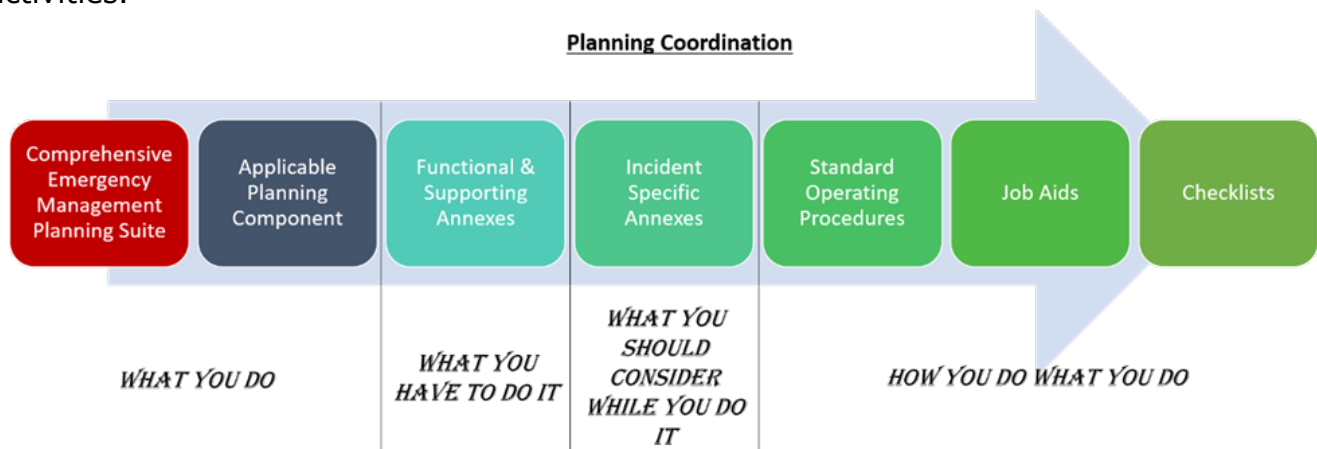 activities.
Planning Coordination
Comprehensive
Emergency
Management
Planning Suite
Applicable
Planning
Component
Functional &
Supporting
Annexes
Incident
Specific
Annexes
Standard
Operating
Procedures
Job Aids
Checklists
WHAT YOU DO
WHAT YOU
HAVE TO DO IT
WHAT YOU
SHOULD
CONSIDER
WHILE YOU DO
IT
HOW YOU DO WHAT YOU DO